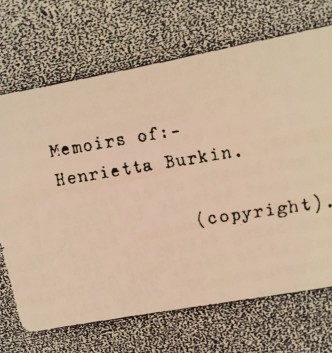 Memoirs of:-
Henrietta Burkin.
(copyright).